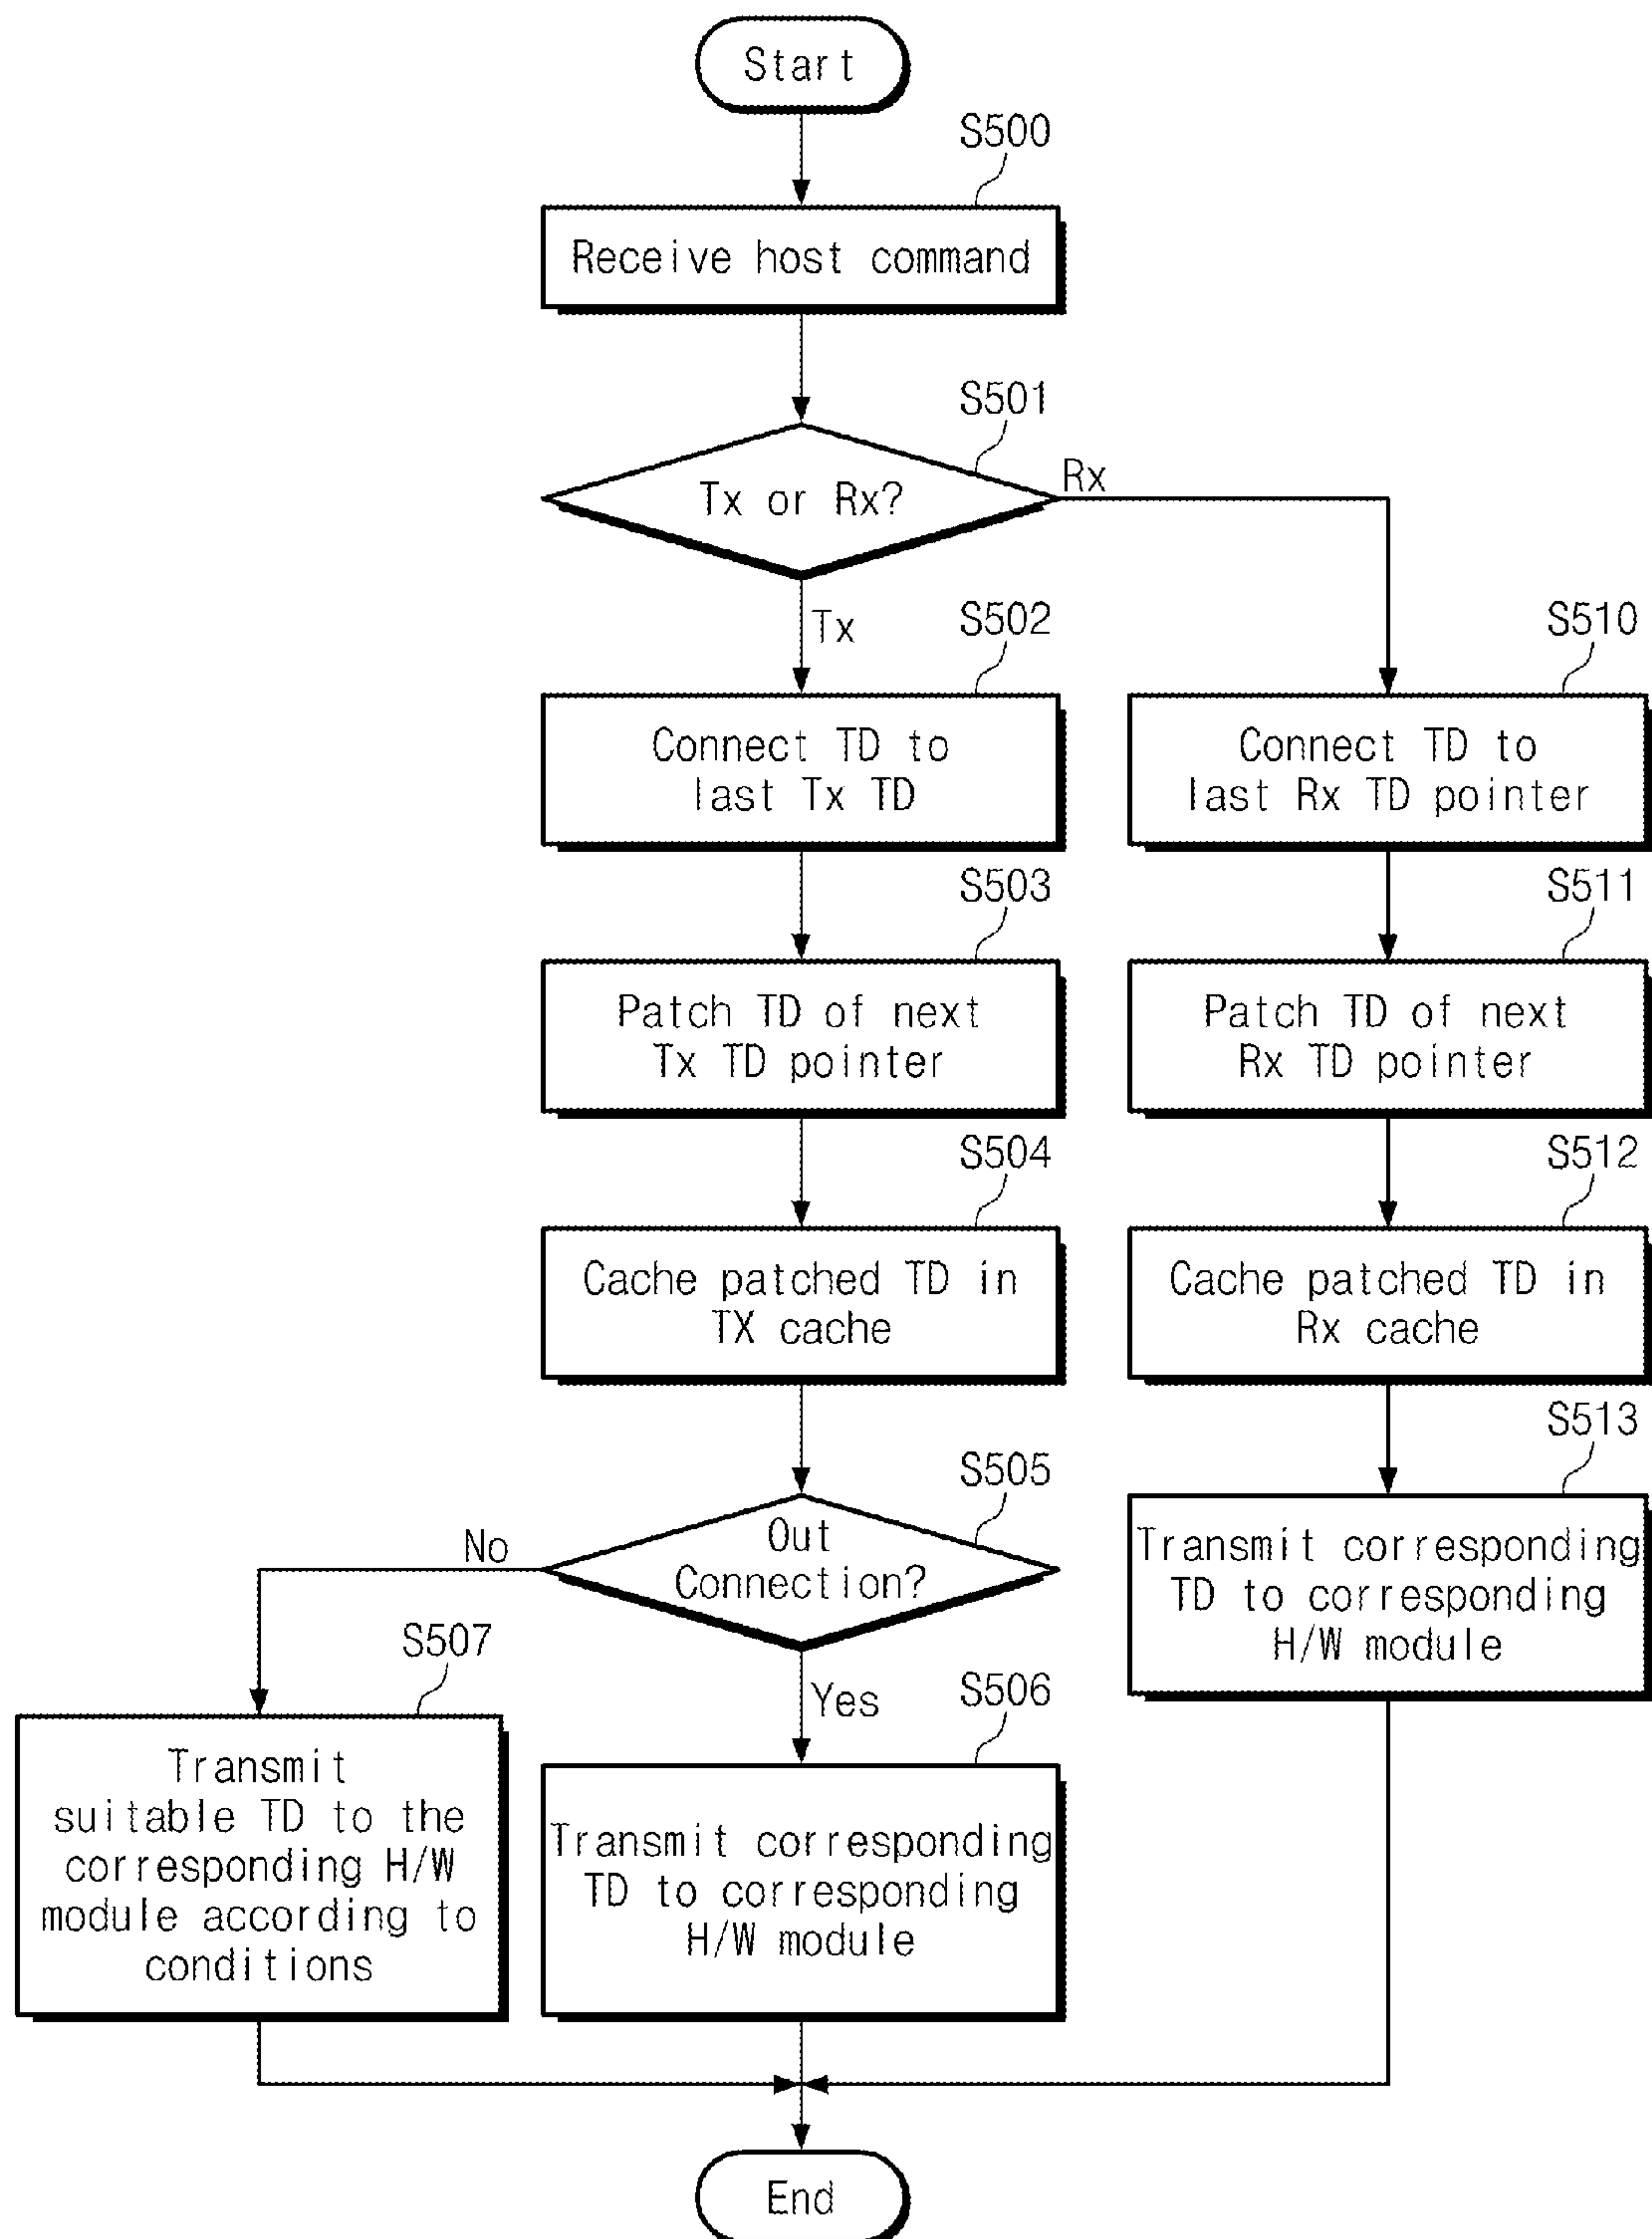 Start
S500
Receive host command
S501
Tx or Rx?
Rx
Tx
S502
Connect TD to
last Tx TD
S510
Connect TD to
last Rx TD pointer
S503
Patch TD of next
Tx TD pointer
S511
Patch TD of next
Rx TD pointer
S504
Cache patched TD in
TX cache
S512
Cache patched TD in
Rx cache
S505
Out
Connection?
No
Yes
S513
Transmit corresponding
TD to corresponding
H/W module
S507
Transmit
suitable TD to the
corresponding H/W
module according to
conditions
S506
Transmit corresponding
TD to corresponding
H/W module
End